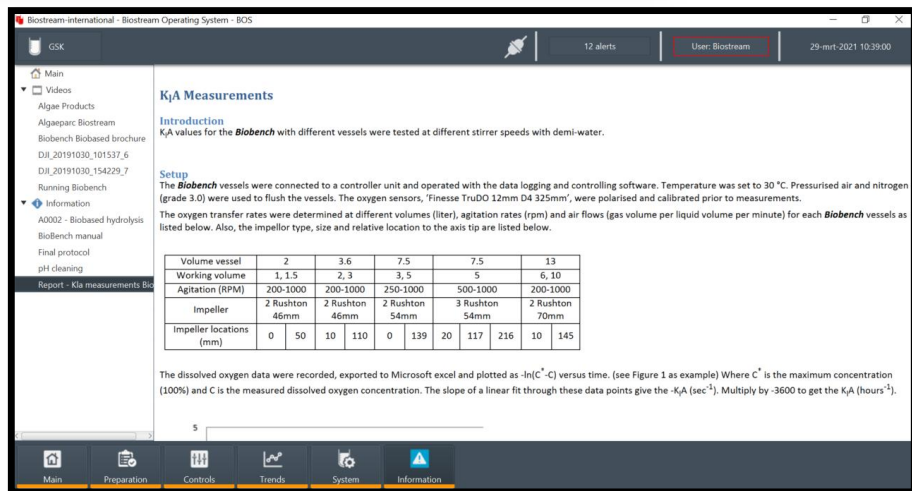 Biostream-international - Biostream Operating System - BOS
GSK
12 alerts
User: Biostream
29-mrt-2021 10:39:00
Main
Videos
Algae Products
Algaeparc Biostream
Biobench Biobased brochure
DJI_20191030_101537_6
DJI_20191030_154229_7
Running Biobench
Information
A0002 - Biobased hydrolysis
BioBench manual
Final protocol
pH cleaning
Report - Kla measurements Bio
KlA Measurements
Introduction
KlA values for the Biobench with different vessels were tested at different stirrer speeds with demi-water.
Setup
The Biobench vessels were connected to a controller unit and operated with the data logging and controlling software. Temperature was set to 30 °C. Pressurised air and nitrogen
(grade 3.0) were used to flush the vessels. The oxygen sensors, 'Finesse TruDO 12mm D4 325mm', were polarised and calibrated prior to measurements.
The oxygen transfer rates were determined at different volumes (liter), agitation rates (rpm) and air flows (gas volume per liquid volume per minute) for each Biobench vessels as
listed below. Also, the impellor type, size and relative location to the axis tip are listed below.
Volume vessel 2 3.6 7.5 7.5 13
Working volume 1, 1.5 2, 3 3, 5 5 6, 10
Agitation (RPM) 200-1000 200-1000 250-1000 500-1000 200-1000
Impeller 2 Rushton 46mm 2 Rushton 46mm 2 Rushton 54mm 3 Rushton 54mm 2 Rushton 70mm
Impeller locations (mm) 0 50 10 110 0 139 20 117 216 10 145
The dissolved oxygen data were recorded, exported to Microsoft excel and plotted as -ln(C*-C) versus time. (see Figure 1 as example) Where C* is the maximum concentration
(100%) and C is the measured dissolved oxygen concentration. The slope of a linear fit through these data points give the -KlA (sec-1). Multiply by -3600 to get the KlA (hours-1).
5
Main
Preparation
Controls
Trends
System
Information